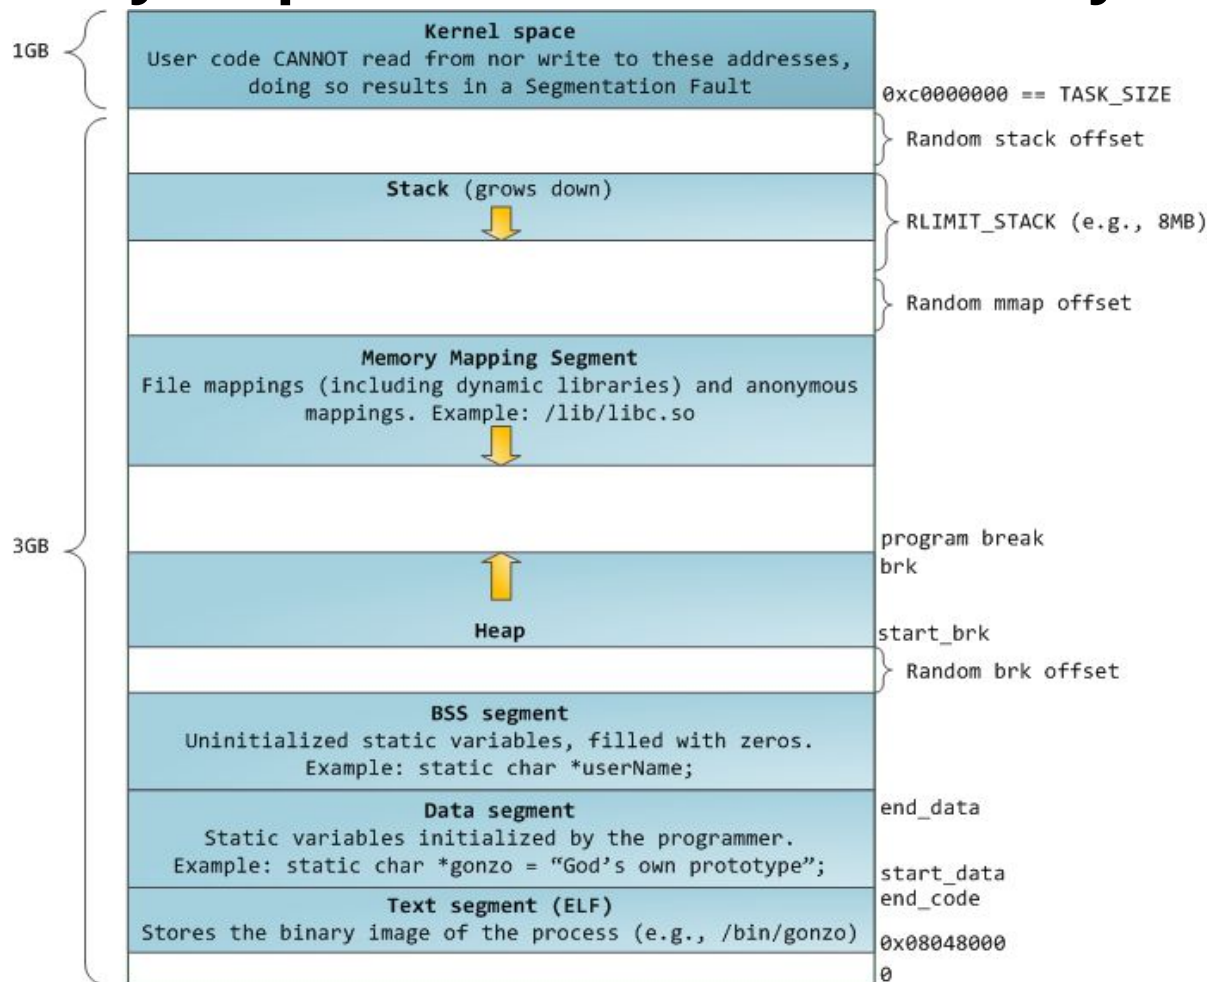 Kernel space
1GB
User code CANNOT read from nor write to these addresses,
doing so results in a Segmentation Fault
0xc0000000 == TASK_SIZE
Random stack offset
Stack (grows down)
RLIMIT_STACK (e.g., 8MB)
Random mmap offset
Memory Mapping Segment
File mappings (including dynamic libraries) and anonymous
mappings. Example: /lib/libc.so
3GB
program break
brk
Heap
start_brk
Random brk offset
BSS segment
Uninitialized static variables, filled with zeros.
Example: static char *userName;
Data segment
end_data
Static variables initialized by the programmer.
Example: static char *gonzo = “God’s own prototype”;
start_data
end_code
Text segment (ELF)
Stores the binary image of the process (e.g., /bin/gonzo)
0x08048000
0